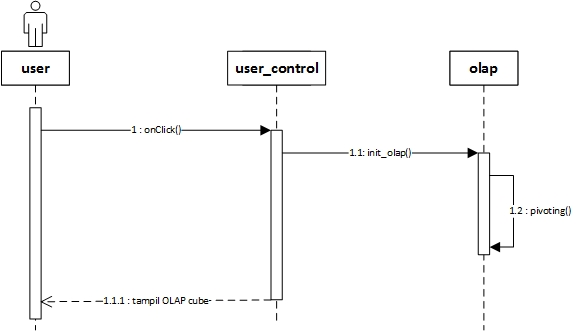 user
user_control
olap
1 : onClick()
1.1: init_olap()
1.2 : pivoting()
1.1.1 : tampil OLAP cube